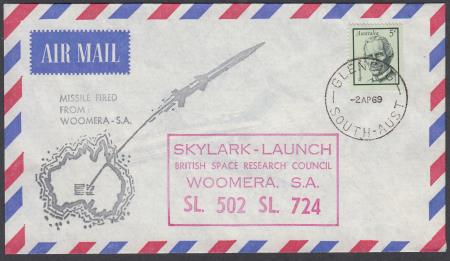 AIR MAIL
MISSILE FIRED
FROM
WOOMERA - S.A.
Australia
5c
GLENELG
-2AP69
SOUTH-AUST
SKYLARK - LAUNCH
BRITISH SPACE RESEARCH COUNCIL
WOOMERA, S.A.
SL. 502 SL. 724